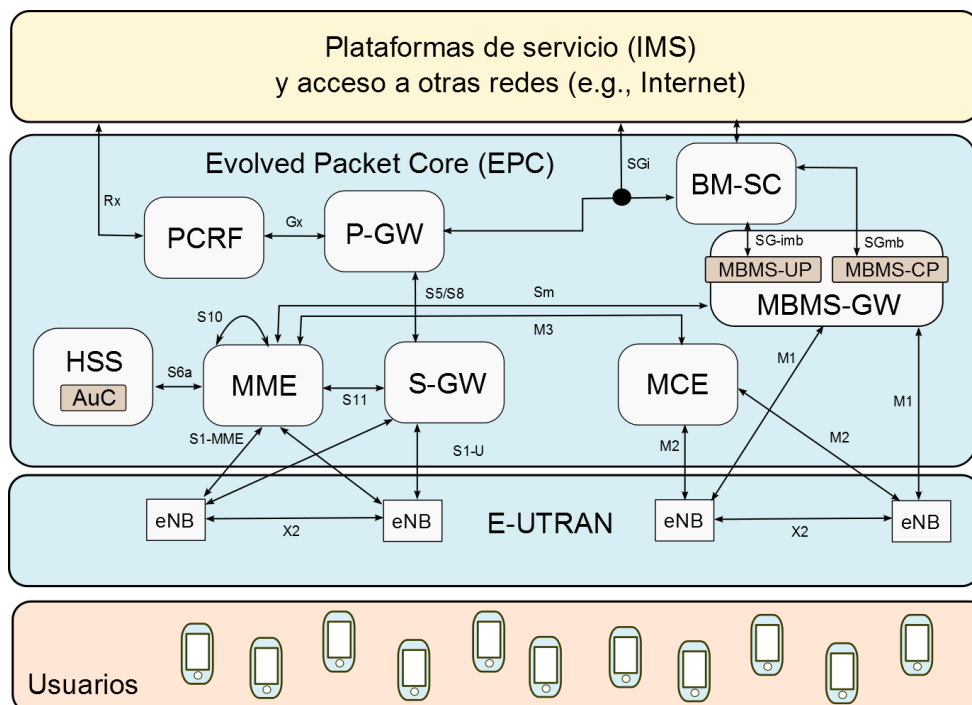 Plataformas de servicio (IMS)
y acceso a otras redes (e.g., Internet)
Evolved Packet Core (EPC)
SGi
BM-SC
Rx
PCRF
Gx
P-GW
SG-imb
SGmb
MBMS-UP
MBMS-CP
MBMS-GW
S5/S8
Sm
S10
M3
HSS
AuC
S6a
MME
S11
S-GW
MCE
M1
M1
S1-MME
S1-U
M2
M2
eNB
X2
eNB
E-UTRAN
eNB
X2
eNB
Usuarios